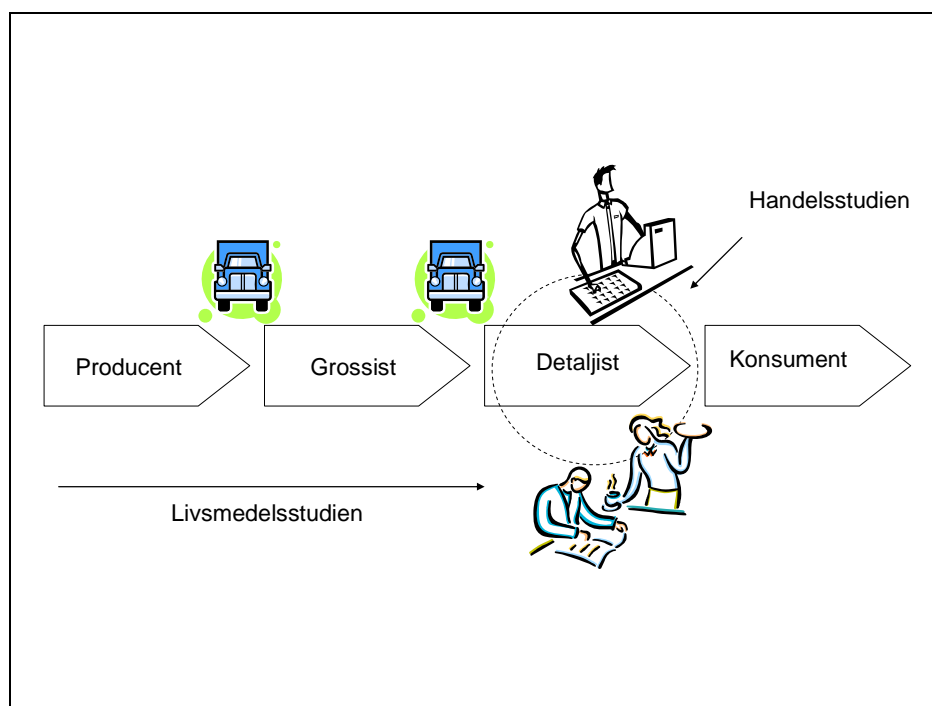 Handelsstudien
Producent
Grossist
Detaljist
Konsument
Livsmedelsstudien